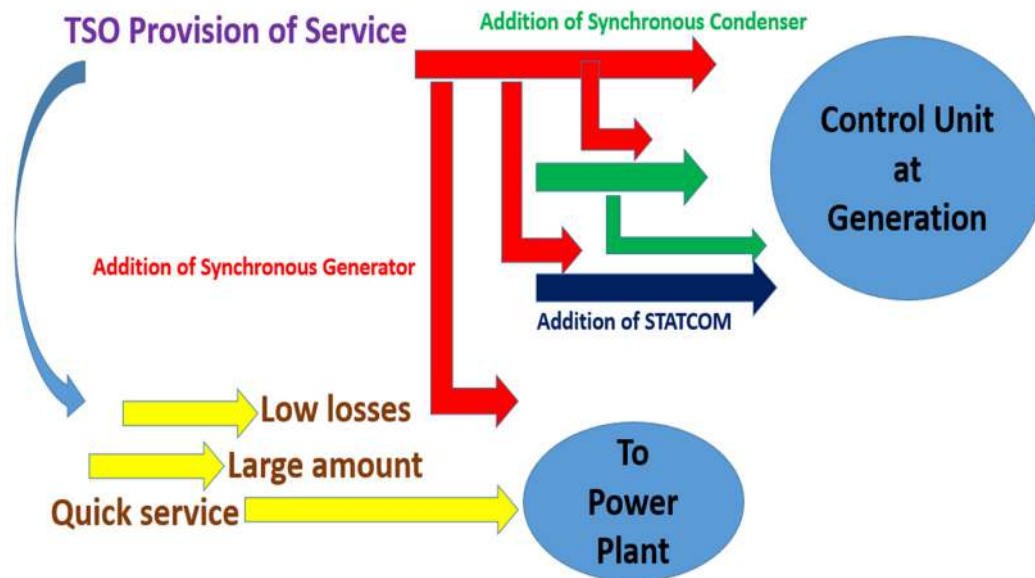 TSO Provision of Service
Addition of Synchronous Condenser
Control Unit
at
Generation
Addition of Synchronous Generator
Addition of STATCOM
Low losses
Large amount
Quick service
To
Power
Plant